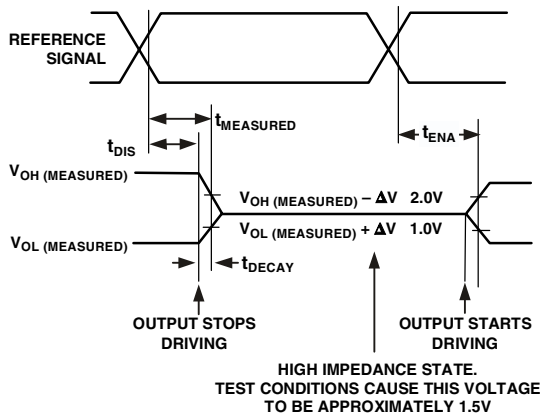 REFERENCE
SIGNAL
tMEASURED
tDIS
tENA
VOH (MEASURED)
VOH (MEASURED) – ΔV 2.0V
VOL (MEASURED) + ΔV 1.0V
VOL (MEASURED)
tDECAY
OUTPUT STOPS
DRIVING
OUTPUT STARTS
DRIVING
HIGH IMPEDANCE STATE.
TEST CONDITIONS CAUSE THIS VOLTAGE
TO BE APPROXIMATELY 1.5V